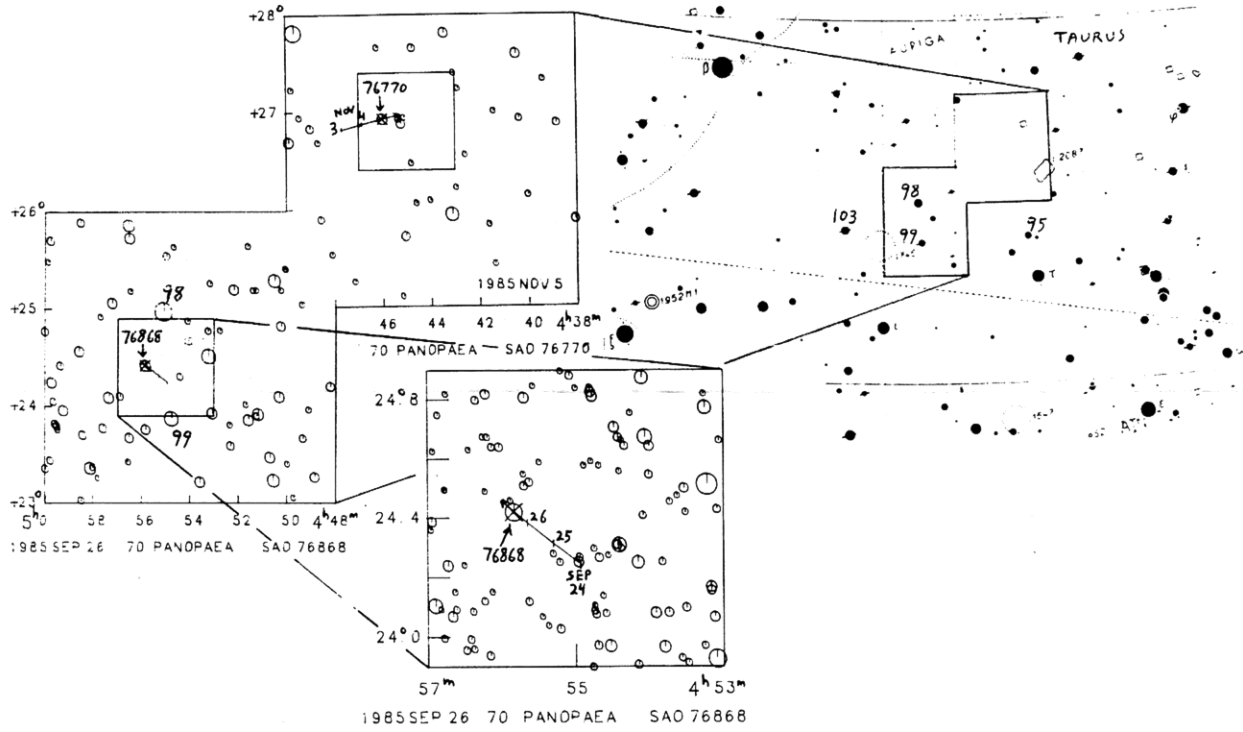 +28°
AURIGA
TAURUS
β
76770
NOV 4
+27
3
φ
+26°
98
103
99
95
τ
1985 NOV 5
+25
98
1952M1
ι
β
46 44 42 40 4ʰ38ᵐ
76868
70 PANOPAEA SAO 76770
24.8
+24
99
+23°
24.4
26
25
5ʰ0 58 56 54 52 50 4ʰ48ᵐ
76868
1985 SEP 26 70 PANOPAEA SAO 76868
SEP
24
24°0
57ᵐ 55 4ʰ53ᵐ
1985 SEP 26 70 PANOPAEA SAO 76868